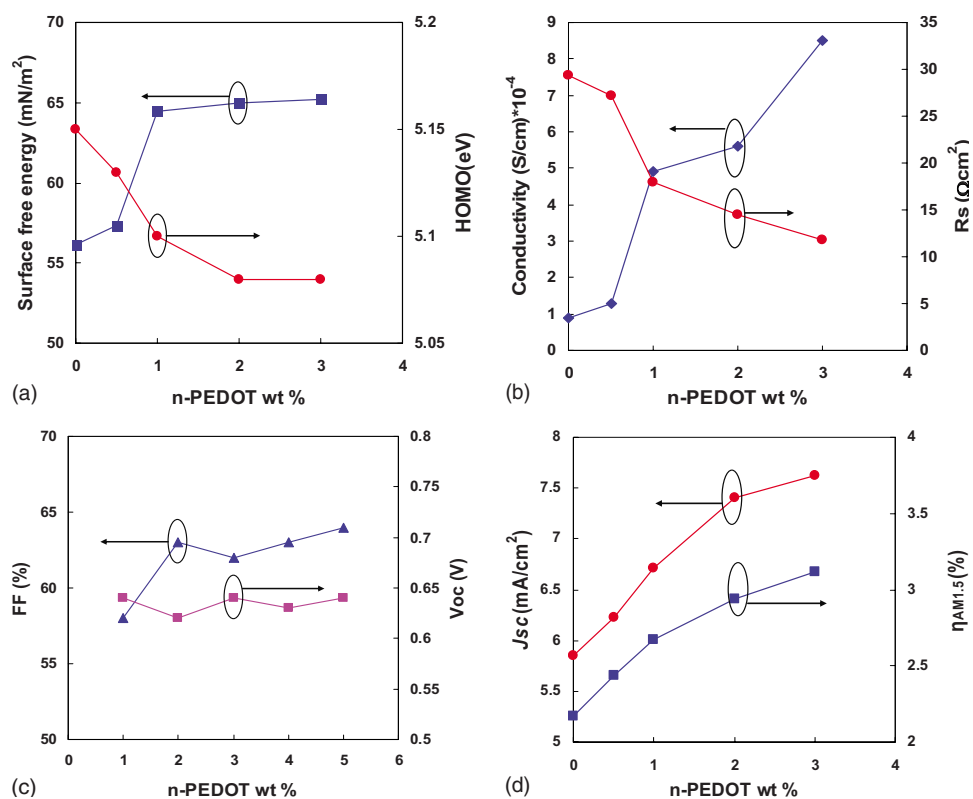 70
65
60
55
50
5.2
5.15
5.10
5.05
0 1 2 3 4
Surface free energy (mN/m²)
HOMO(eV)
n-PEDOT wt %
(a)
9
8
7
6
5
4
3
2
1
0
35
30
25
20
15
10
5
0
0 1 2 3 4
Conductivity (S/cm)*10⁻⁴
Rs (Ωcm²)
n-PEDOT wt %
(b)
70
65
60
55
50
0.8
0.7
0.65
0.6
0.55
0.5
0 1 2 3 4 5 6
FF (%)
Voc (V)
n-PEDOT wt %
(c)
8
7.5
7
6.5
6
5.5
5
4
3.5
3
2.5
2
0 1 2 3 4
Jsc (mA/cm²)
ηAM1.5(%)
n-PEDOT wt %
(d)